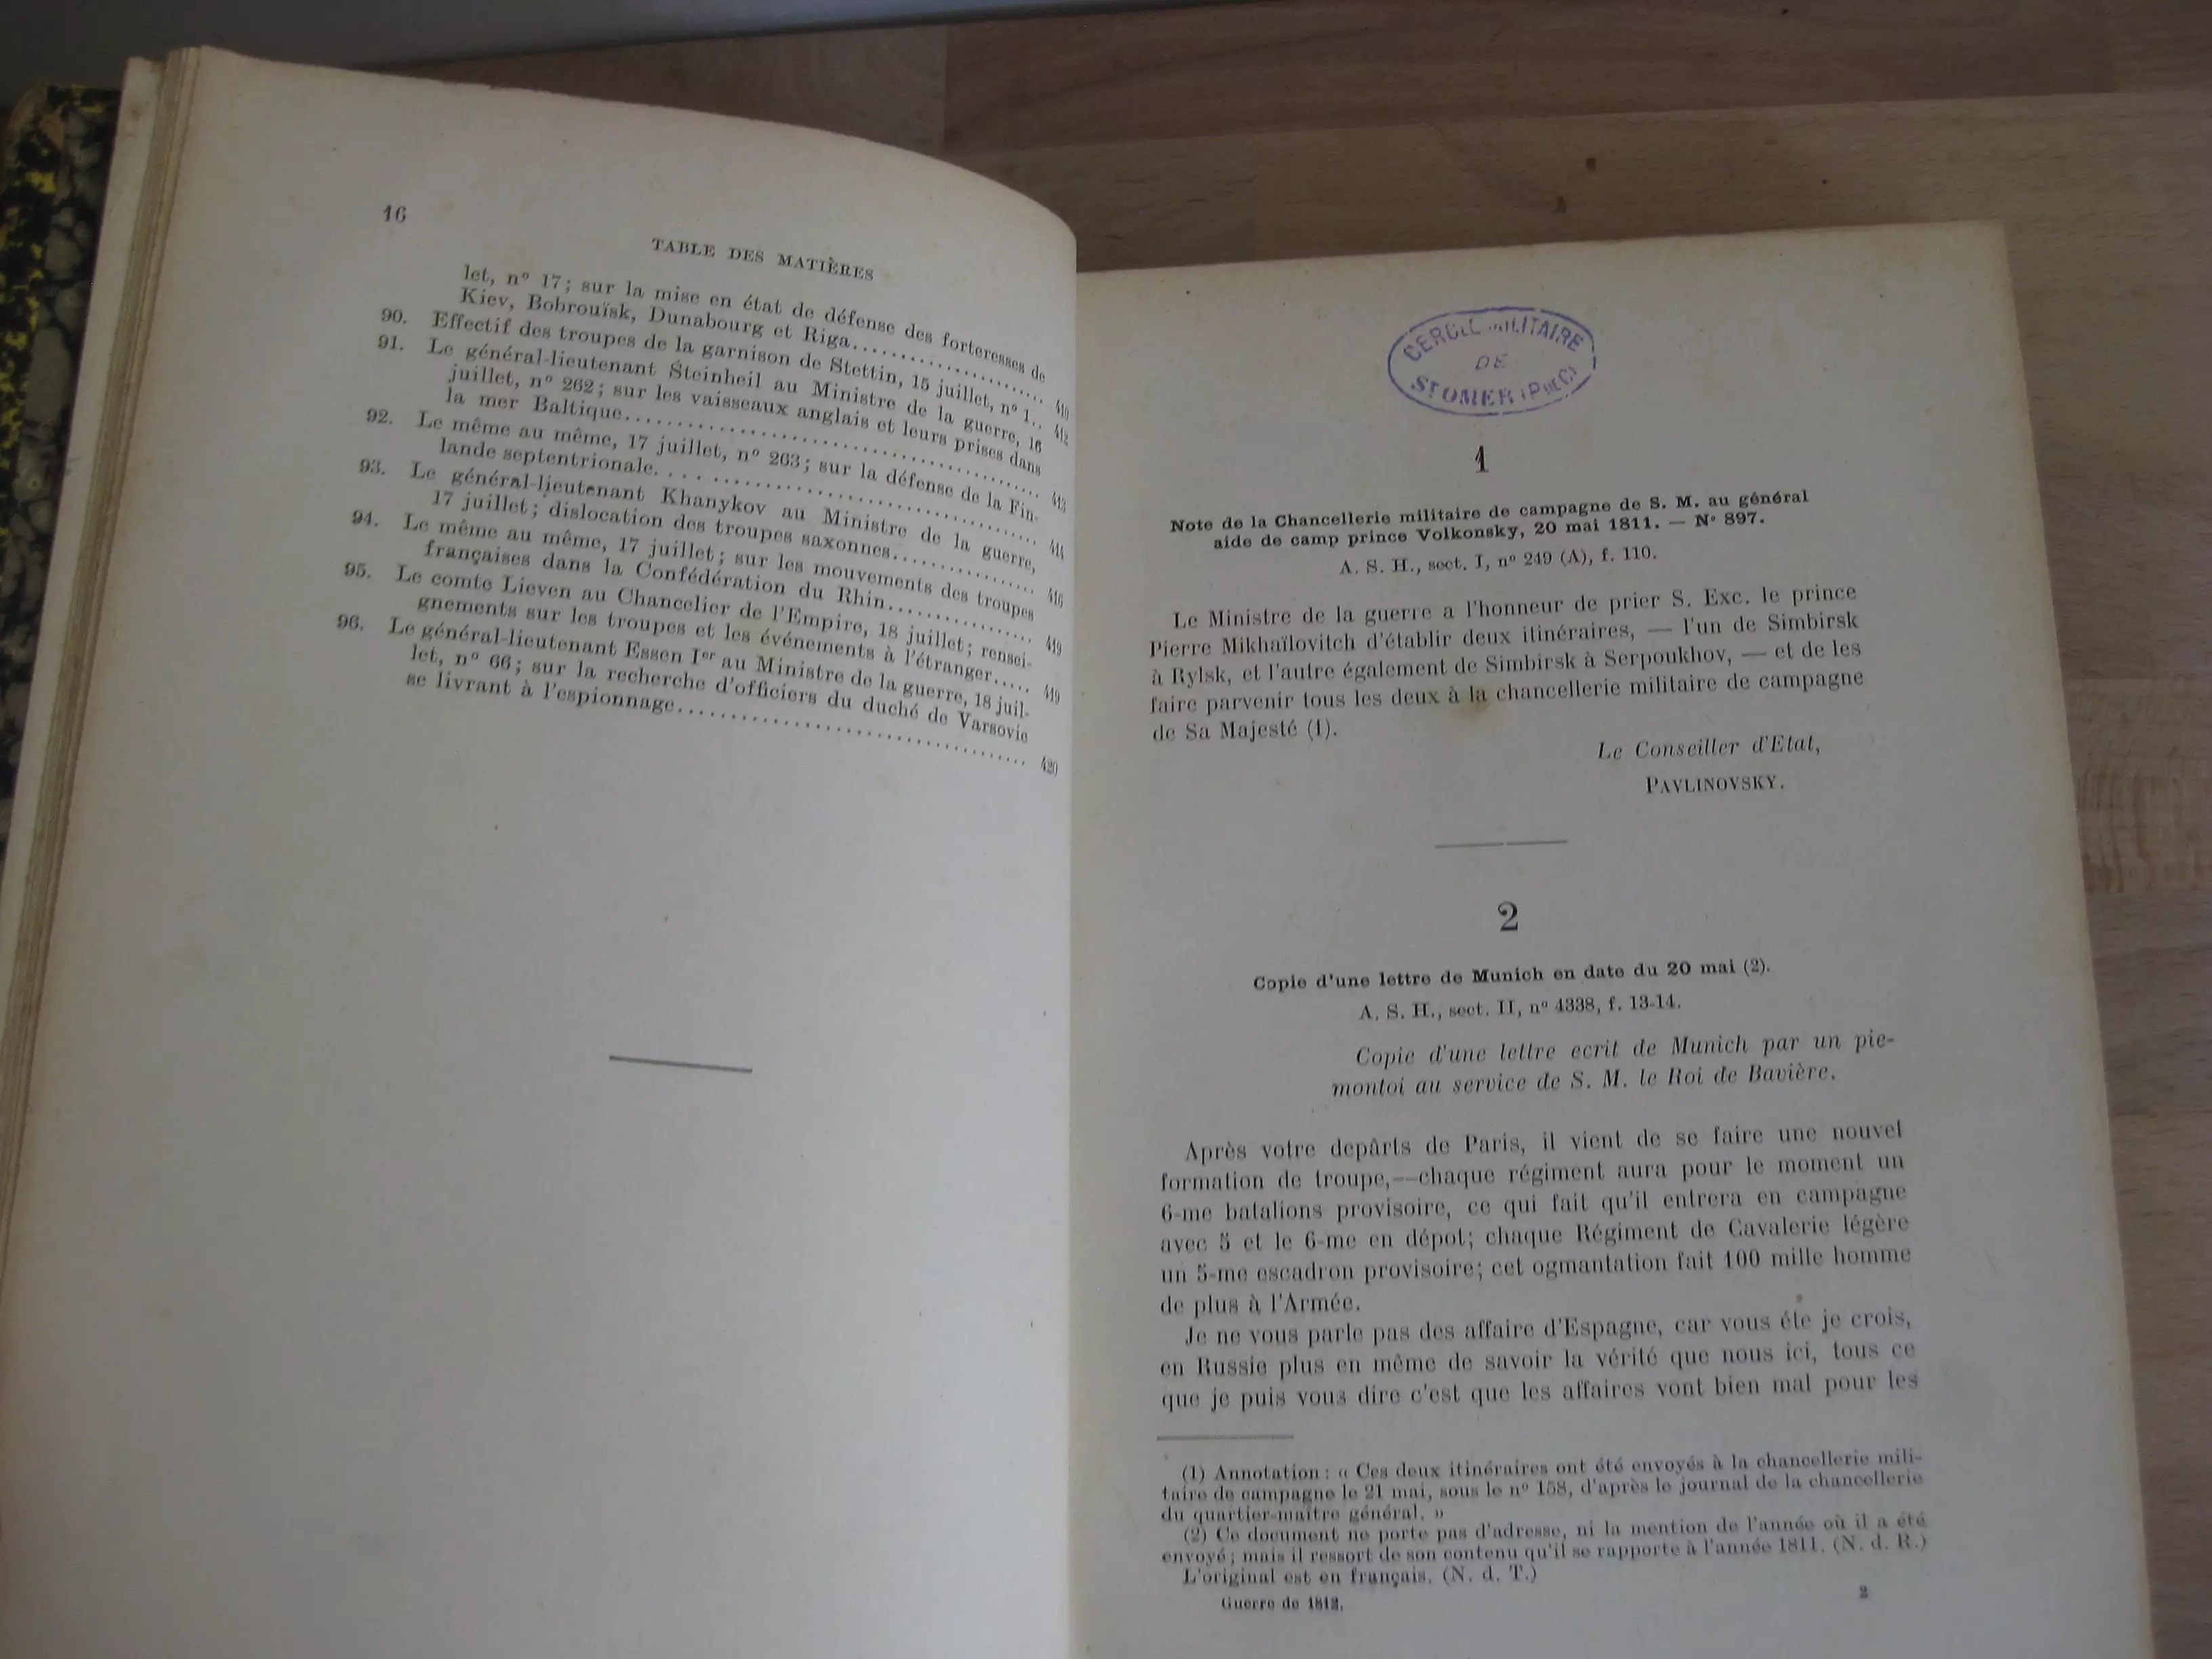 16
TABLE DES MATIÈRES
let, n° 17; sur la mise en état de défense des forteresses de
Kiev, Bobrouïsk, Dunabourg et Riga.................... 410
90. Effectif des troupes de la garnison de Stettin, 15 juillet, n° 1.. 412
91. Le général-lieutenant Steinheil au Ministre de la guerre, 16
juillet, n° 262; sur les vaisseaux anglais et leurs prises dans
la mer Baltique........................................ 413
92. Le même au même, 17 juillet, n° 263; sur la défense de la Fin-
lande septentrionale.................................... 414
93. Le général-lieutenant Khanykov au Ministre de la guerre,
17 juillet; dislocation des troupes saxonnes................ 416
94. Le même au même, 17 juillet; sur les mouvements des troupes
françaises dans la Confédération du Rhin................ 419
95. Le comte Lieven au Chancelier de l'Empire, 18 juillet; rensei-
gnements sur les troupes et les événements à l'étranger..... 419
96. Le général-lieutenant Essen Ier au Ministre de la guerre, 18 juil-
let, n° 66; sur la recherche d'officiers du duché de Varsovie
se livrant à l'espionnage.................................... 420
CERCLE MILITAIRE
DE
ST OMER (P. de C.)
1
Note de la Chancellerie militaire de campagne de S. M. au général
aide de camp prince Volkonsky, 20 mai 1811. — N° 897.
A. S. H., sect. I, n° 249 (A), f. 110.
Le Ministre de la guerre a l'honneur de prier S. Exc. le prince
Pierre Mikhaïlovitch d'établir deux itinéraires, — l'un de Simbirsk
à Rylsk, et l'autre également de Simbirsk à Serpoukhov, — et de les
faire parvenir tous les deux à la chancellerie militaire de campagne
de Sa Majesté (1).
Le Conseiller d'Etat,
PAVLINOVSKY.
2
Copie d'une lettre de Munich en date du 20 mai (2).
A. S. H., sect. II, n° 4338, f. 13-14.
Copie d'une lettre ecrit de Munich par un pie-
montoi au service de S. M. le Roi de Bavière.
Après votre depârts de Paris, il vient de se faire une nouvel
formation de troupe,—chaque régiment aura pour le moment un
6-me batalions provisoire, ce qui fait qu'il entrera en campagne
avec 5 et le 6-me en dépot; chaque Régiment de Cavalerie légère
un 5-me escadron provisoire; cet ogmantation fait 100 mille homme
de plus à l'Armée.
Je ne vous parle pas des affaire d'Espagne, car vous éte je crois,
en Russie plus en même de savoir la vérité que nous ici, tous ce
que je puis vous dire c'est que les affaires vont bien mal pour les
(1) Annotation : « Ces deux itinéraires ont été envoyés à la chancellerie mili-
taire de campagne le 21 mai, sous le n° 158, d'après le journal de la chancellerie
du quartier-maître général. »
(2) Ce document ne porte pas d'adresse, ni la mention de l'année où il a été
envoyé; mais il ressort de son contenu qu'il se rapporte à l'année 1811. (N. d. R.)
L'original est en français. (N. d. T.)
Guerre de 1812. 2